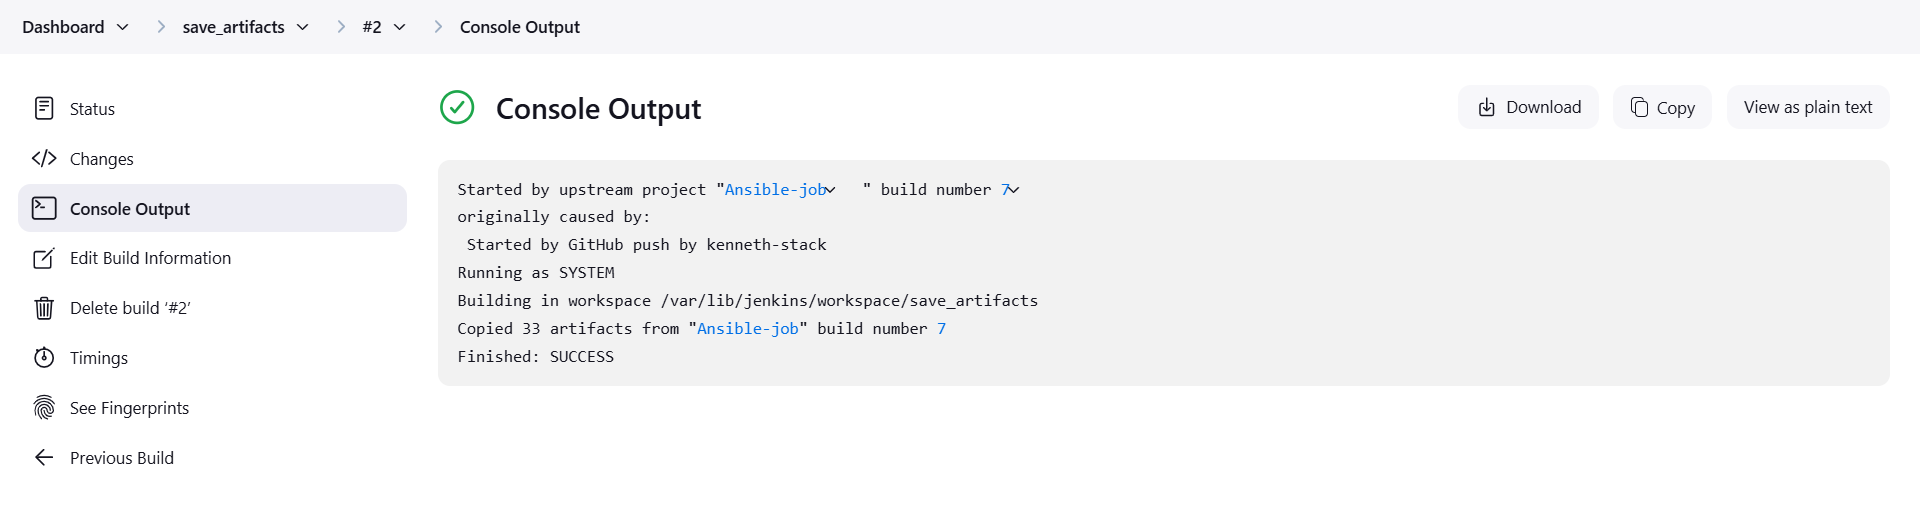 Dashboard save_artifacts #2 Console Output
Status
Changes
Console Output
Edit Build Information
Delete build ‘#2’
Timings
See Fingerprints
Previous Build
Console Output
Download Copy View as plain text
Started by upstream project "Ansible-job" build number 7
originally caused by:
 Started by GitHub push by kenneth-stack
Running as SYSTEM
Building in workspace /var/lib/jenkins/workspace/save_artifacts
Copied 33 artifacts from "Ansible-job" build number 7
Finished: SUCCESS